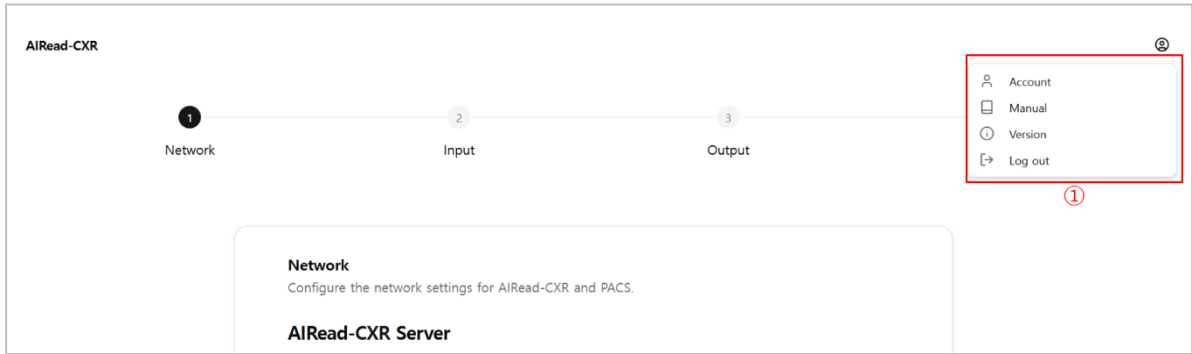 AIRead-CXR
Account
Manual
Version
Log out
①
1
2
3
Network
Input
Output
Network
Configure the network settings for AIRead-CXR and PACS.
AIRead-CXR Server